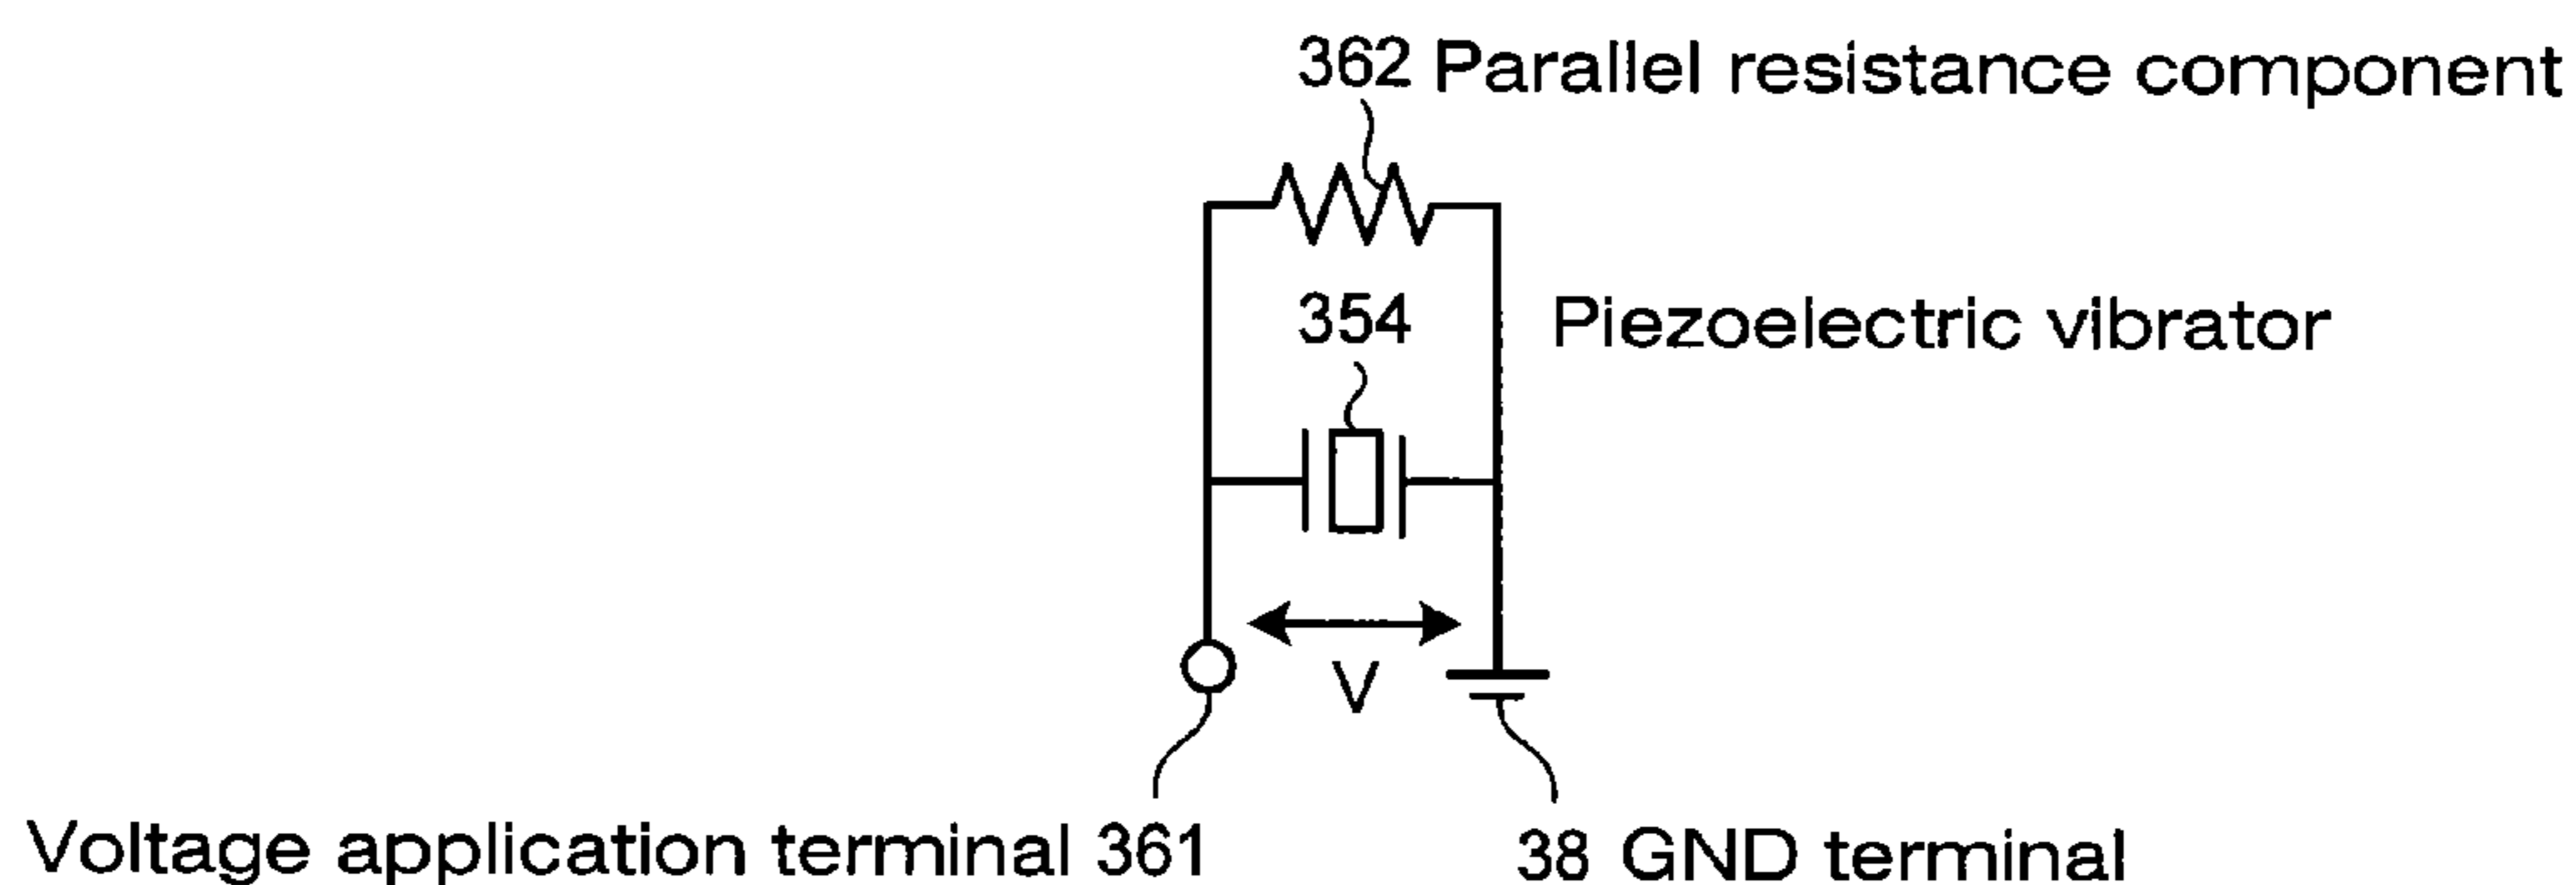 362 Parallel resistance component
354 Piezoelectric vibrator
V
Voltage application terminal 361
38 GND terminal